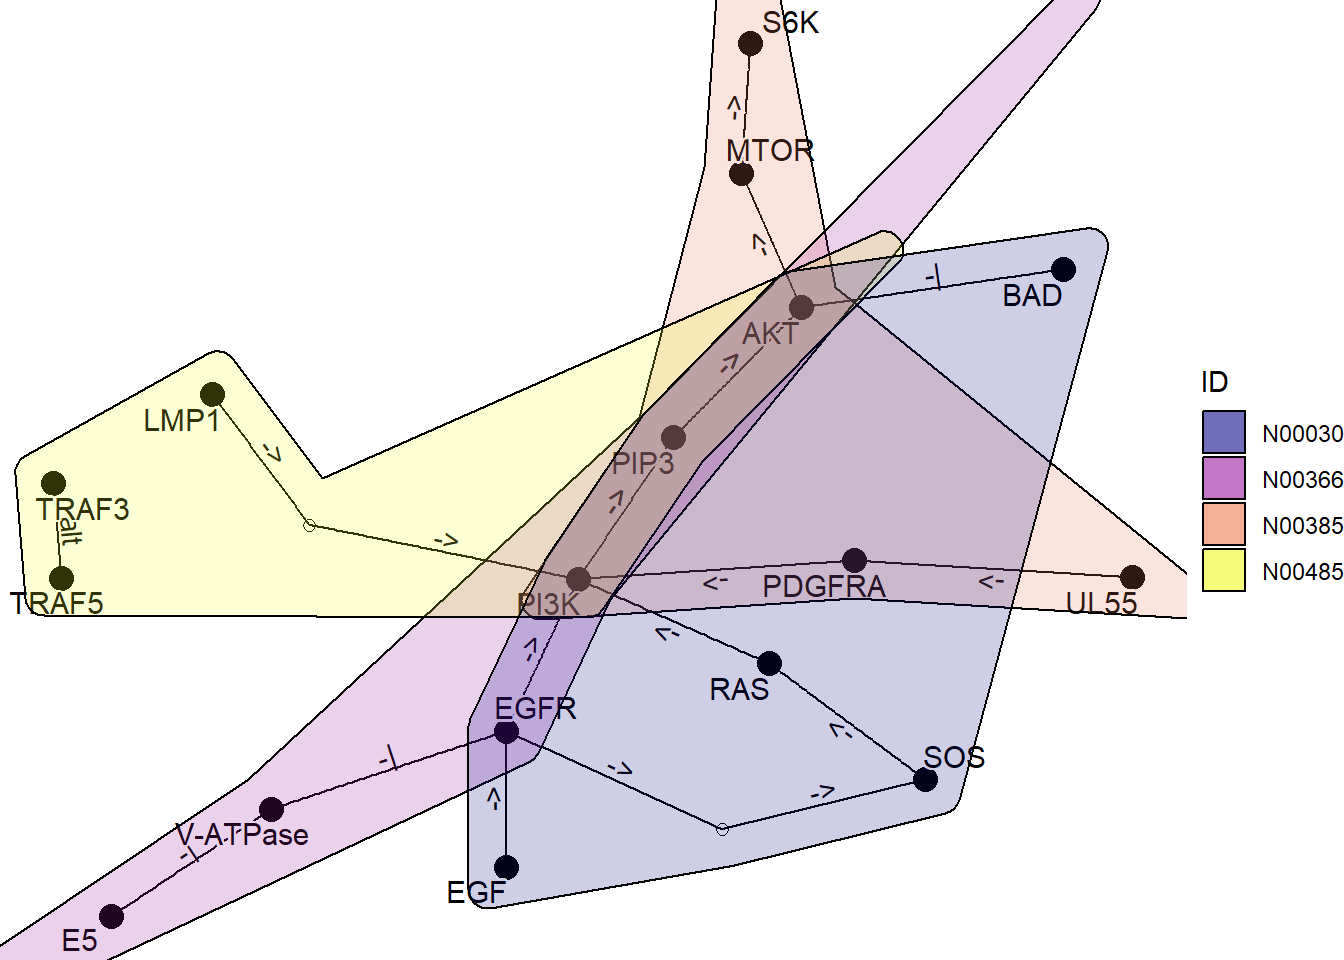 S6K
->
MTOR
->
-|
BAD
AKT
->
ID
LMP1
N00030
->
PIP3
N00366
TRAF3
->
N00385
alt
->
N00485
TRAF5
PI3K
<-
PDGFRA
<-
UL55
->
<-
RAS
EGFR
<-
-|
->
SOS
->
->
V-ATPase
-|
EGF
E5